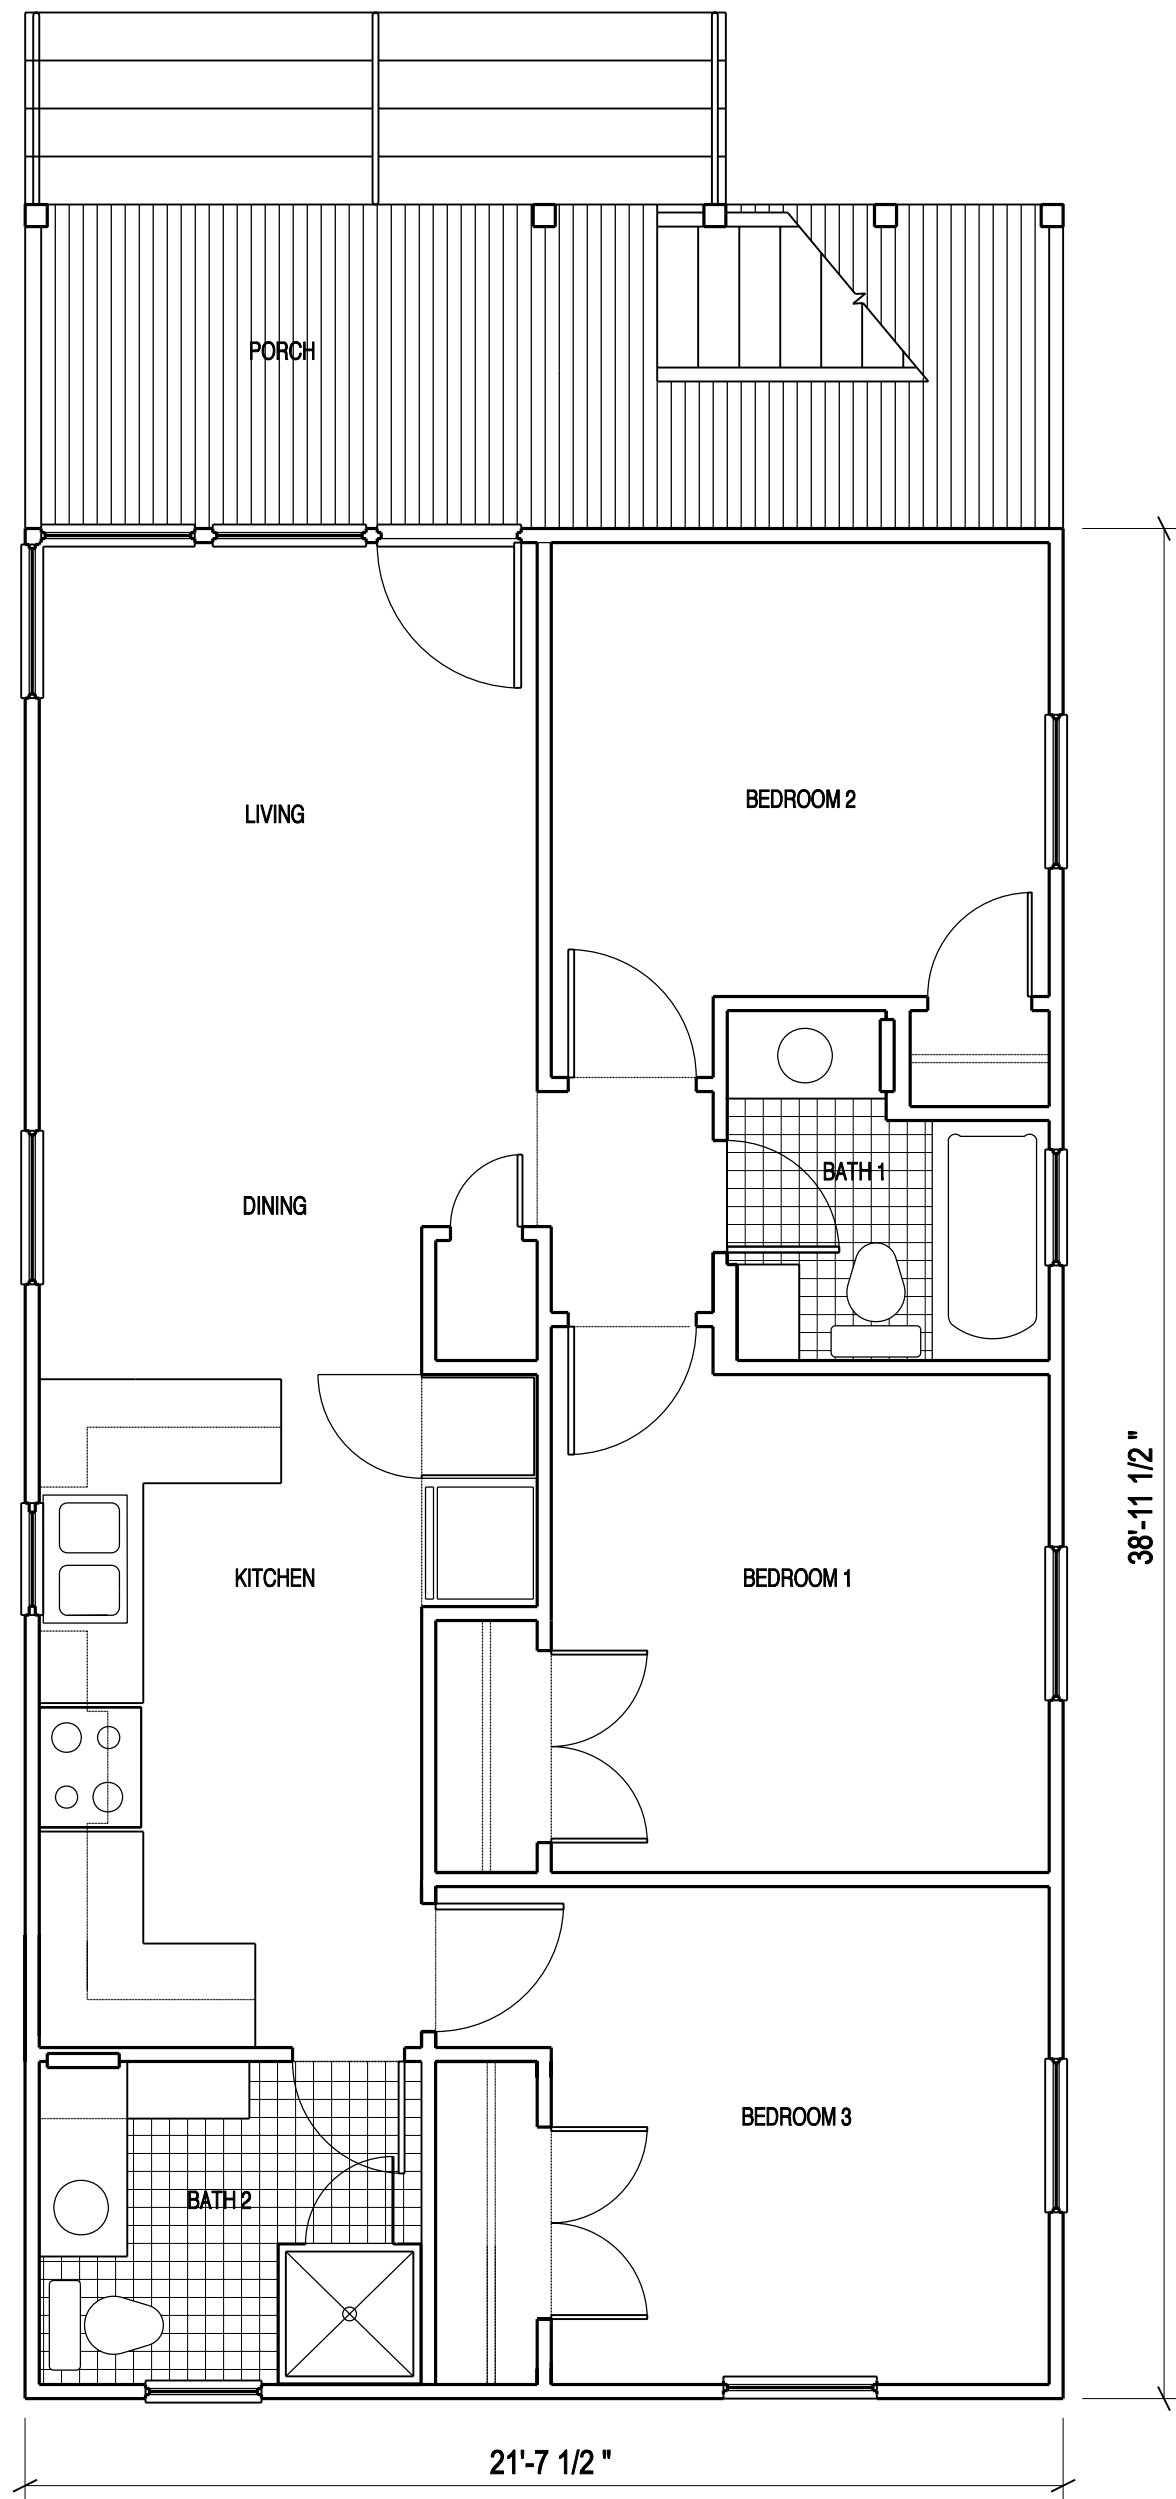 PORCH
LIVING
BEDROOM 2
BATH 1
DINING
KITCHEN
BEDROOM 1
38'-11 1/2 "
BEDROOM 3
BATH 2
21'-7 1/2 "